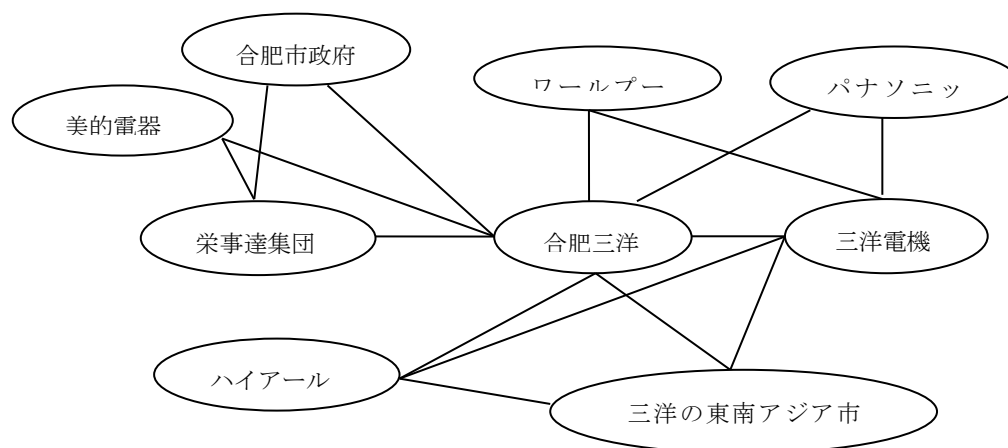 合肥市政府
ワールプー
パナソニッ
美的電器
栄事達集団
合肥三洋
三洋電機
ハイアール
三洋の東南アジア市